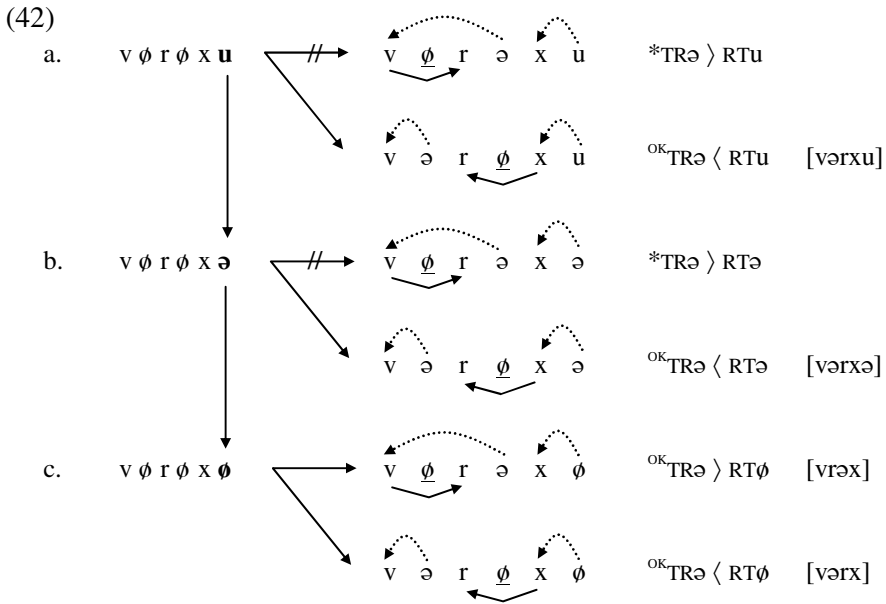 (42)
a. v ø r ø x u // v ø r ə x u *TRə 〉 RTu
v ə r ø x u ᴼᴷTRə 〈 RTu [vərxu]
b. v ø r ø x ə // v ø r ə x ə *TRə 〉 RTə
v ə r ø x ə ᴼᴷTRə 〈 RTə [vərxə]
c. v ø r ø x ø v ø r ə x ø ᴼᴷTRə 〉 RTø [vrəx]
v ə r ø x ø ᴼᴷTRə 〈 RTø [vərx]